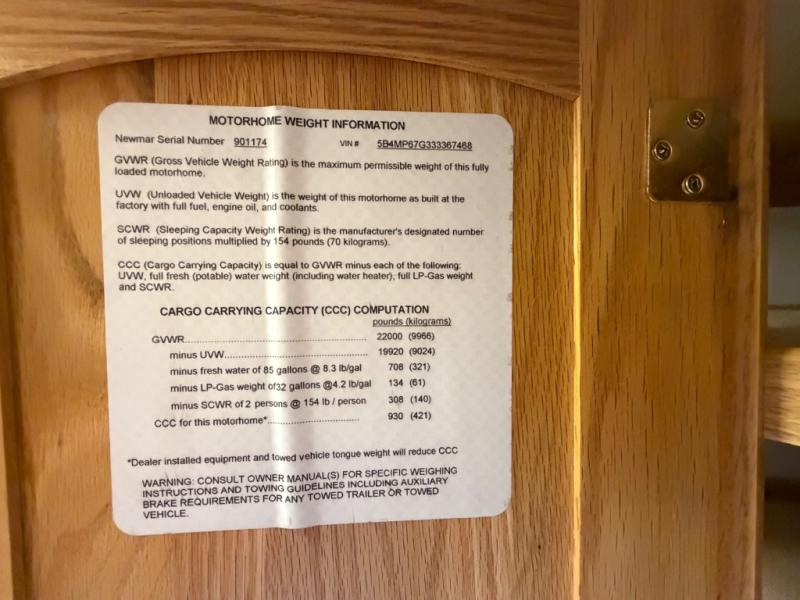 MOTORHOME WEIGHT INFORMATION
Newmar Serial Number 901174 VIN # 5B4MP67G333367468
GVWR (Gross Vehicle Weight Rating) is the maximum permissible weight of this fully
loaded motorhome.
UVW (Unloaded Vehicle Weight) is the weight of this motorhome as built at the
factory with full fuel, engine oil, and coolants.
SCWR (Sleeping Capacity Weight Rating) is the manufacturer's designated number
of sleeping positions multiplied by 154 pounds (70 kilograms).
CCC (Cargo Carrying Capacity) is equal to GVWR minus each of the following:
UVW, full fresh (potable) water weight (including water heater), full LP-Gas weight
and SCWR.
CARGO CARRYING CAPACITY (CCC) COMPUTATION
pounds (kilograms)
GVWR.......................................................... 22000 (9966)
minus UVW............................................. 19920 (9024)
minus fresh water of 85 gallons @ 8.3 lb/gal 708 (321)
minus LP-Gas weight of32 gallons @4.2 lb/gal 134 (61)
minus SCWR of 2 persons @ 154 lb / person 308 (140)
CCC for this motorhome*............................. 930 (421)
*Dealer installed equipment and towed vehicle tongue weight will reduce CCC
WARNING: CONSULT OWNER MANUAL(S) FOR SPECIFIC WEIGHING
INSTRUCTIONS AND TOWING GUIDELINES INCLUDING AUXILIARY
BRAKE REQUIREMENTS FOR ANY TOWED TRAILER OR TOWED
VEHICLE.